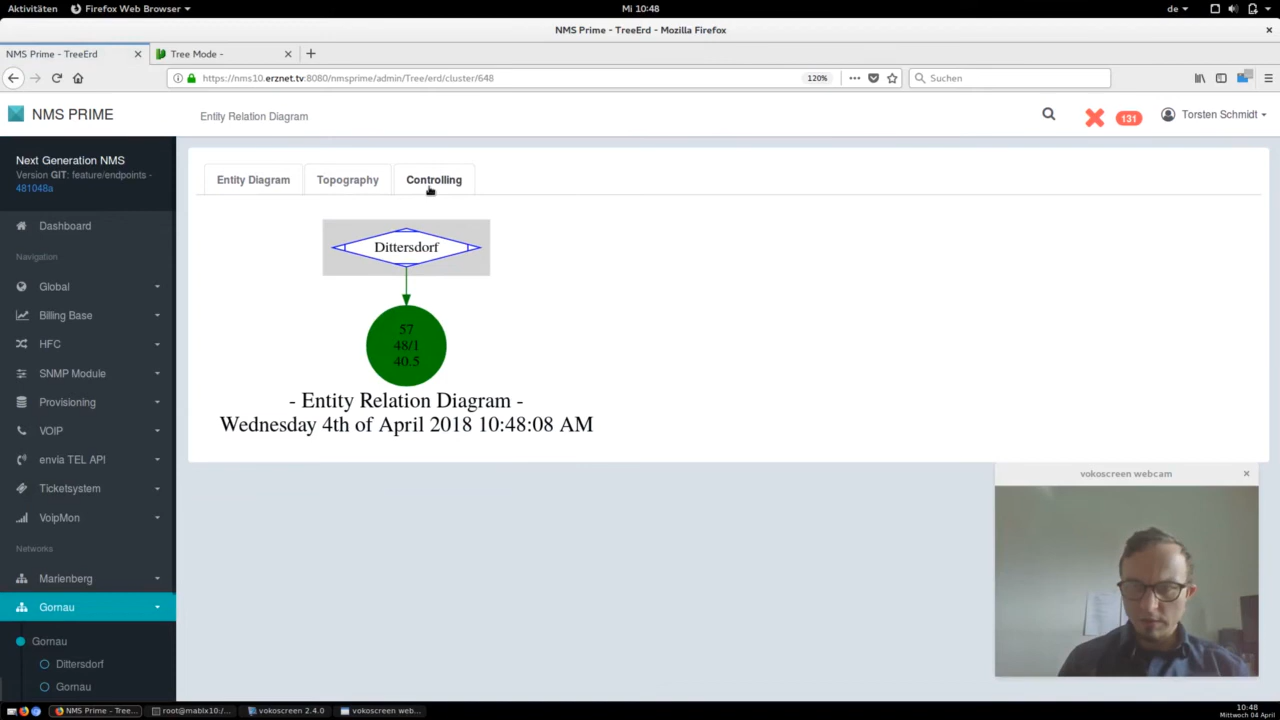 Aktivitäten
Firefox Web Browser
Mi 10:48
de
NMS Prime - TreeErd - Mozilla Firefox
NMS Prime - TreeErd
Tree Mode -
https://nms10.erznet.tv:8080/nmsprime/admin/Tree/erd/cluster/648
120%
Suchen
NMS PRIME
Entity Relation Diagram
131
Torsten Schmidt
Next Generation NMS
Version GIT: feature/endpoints -
481048a
Dashboard
Navigation
Global
Billing Base
HFC
SNMP Module
Provisioning
VOIP
envia TEL API
Ticketsystem
VoipMon
Networks
Marienberg
Gornau
Gornau
Dittersdorf
Gornau
Entity Diagram
Topography
Controlling
Dittersdorf
57
48/1
40.5
- Entity Relation Diagram -
Wednesday 4th of April 2018 10:48:08 AM
vokoscreen webcam
NMS Prime - Tree...
root@mablx10:/...
vokoscreen 2.4.0
vokoscreen web...
10:48
Mittwoch 04 April